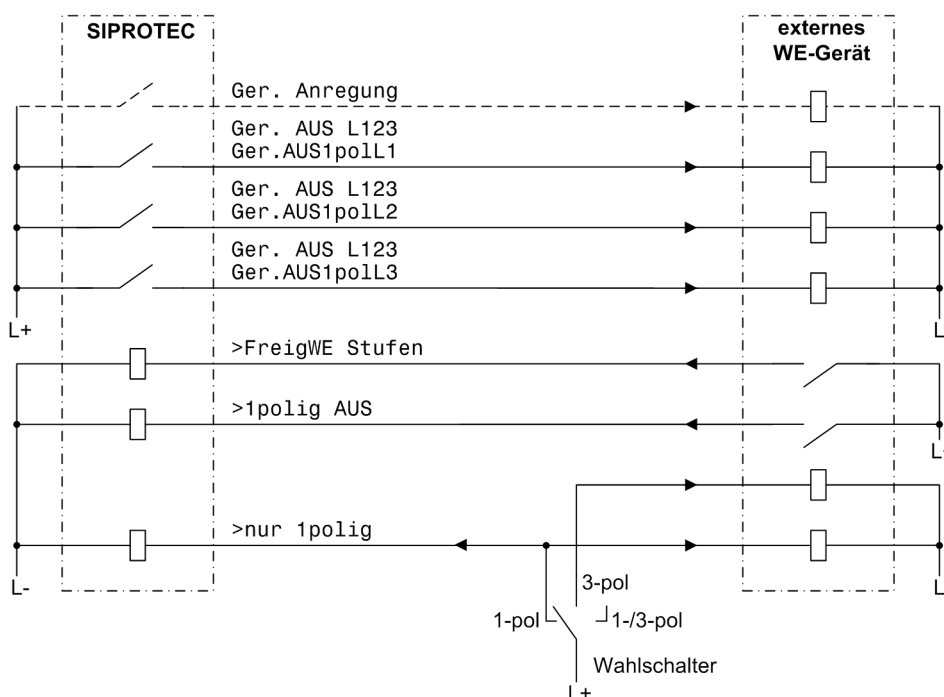 SIPROTEC
externes
WE-Gerät
Ger. Anregung
Ger. AUS L123
Ger.AUS1polL1
Ger. AUS L123
Ger.AUS1polL2
Ger. AUS L123
Ger.AUS1polL3
L+
L
>FreigWE Stufen
>1polig AUS
L
>nur 1polig
L-
L
3-pol
1-pol
1-/3-pol
Wahlschalter
L+